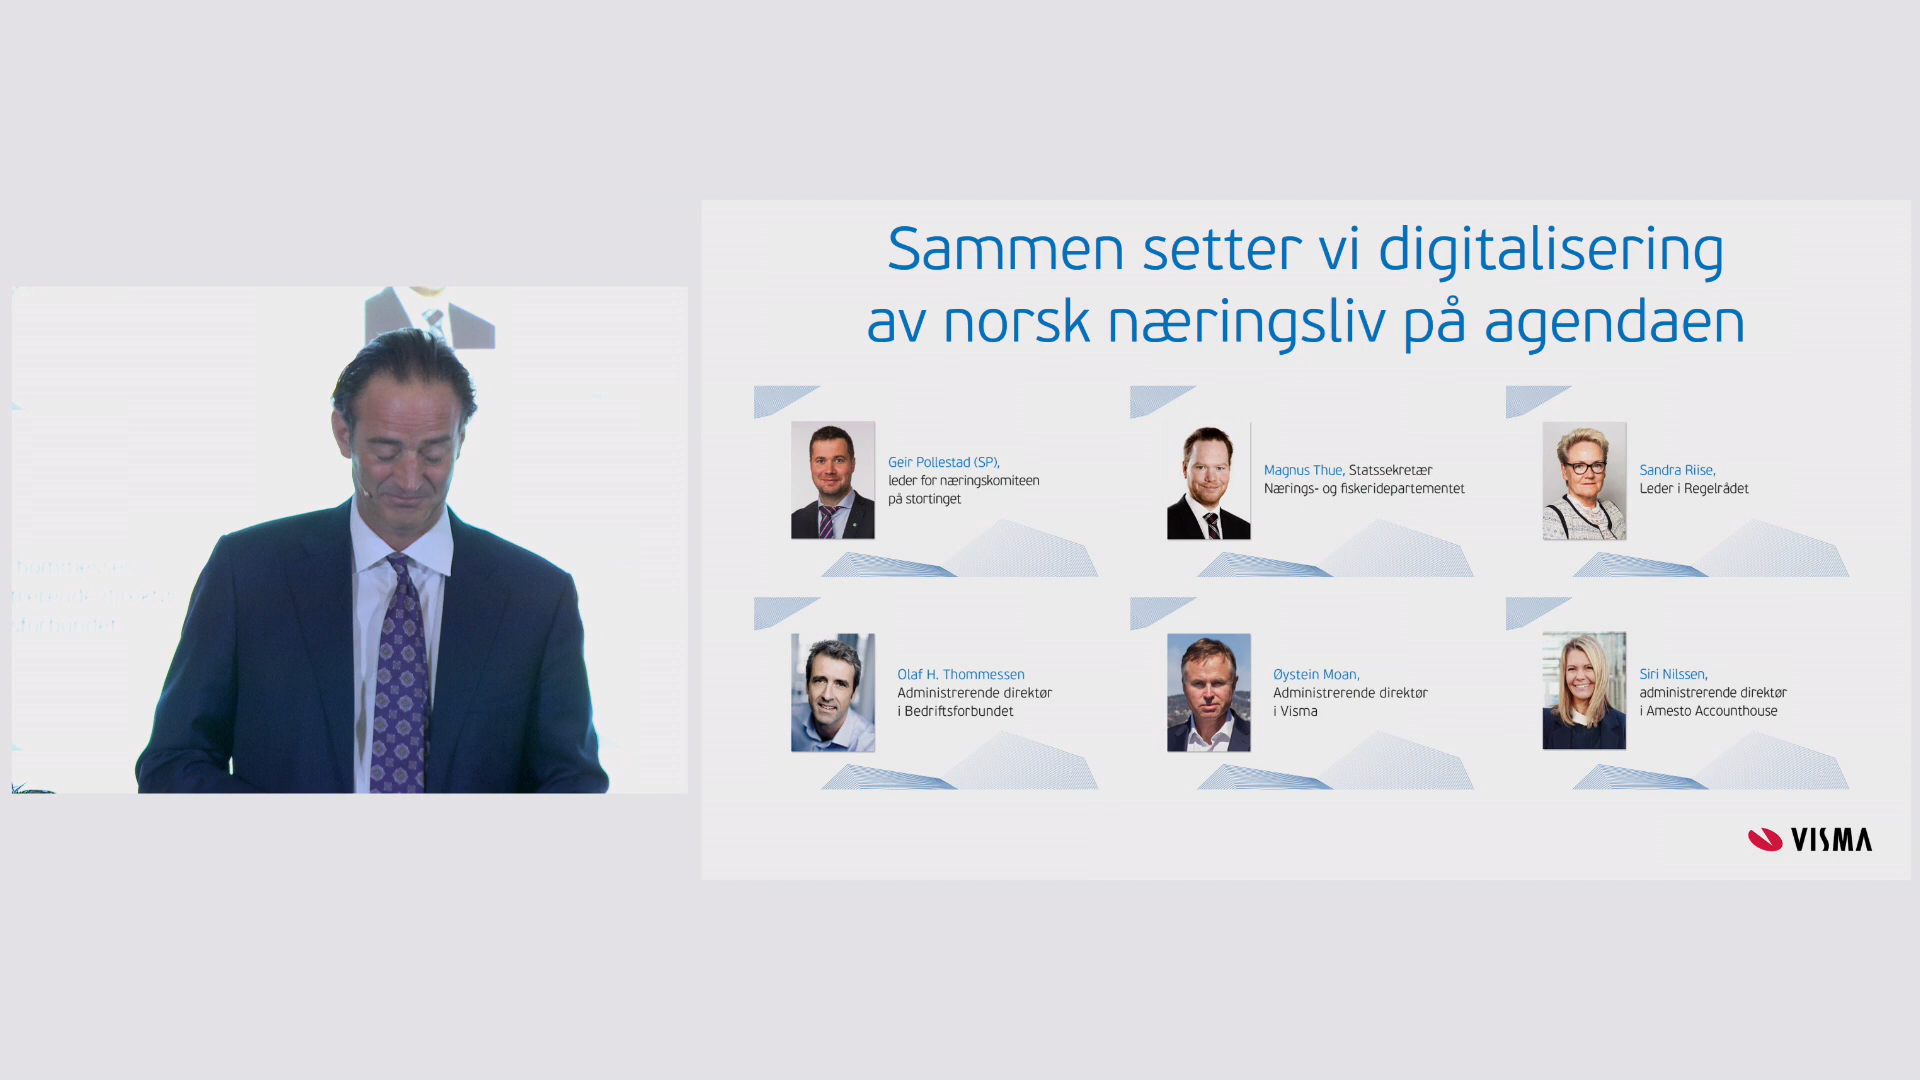 Sammen setter vi digitalisering
av norsk næringsliv på agendaen
Geir Pollestad (SP),
leder for næringskomiteen
på stortinget
Magnus Thue, Statssekretær
Nærings- og fiskeridepartementet
Sandra Riise,
Leder i Regelrådet
Olaf H. Thommessen
Administrerende direktør
i Bedriftsforbundet
Øystein Moan,
Administrerende direktør
i Visma
Siri Nilssen,
administrerende direktør
i Amesto Accounthouse
VISMA